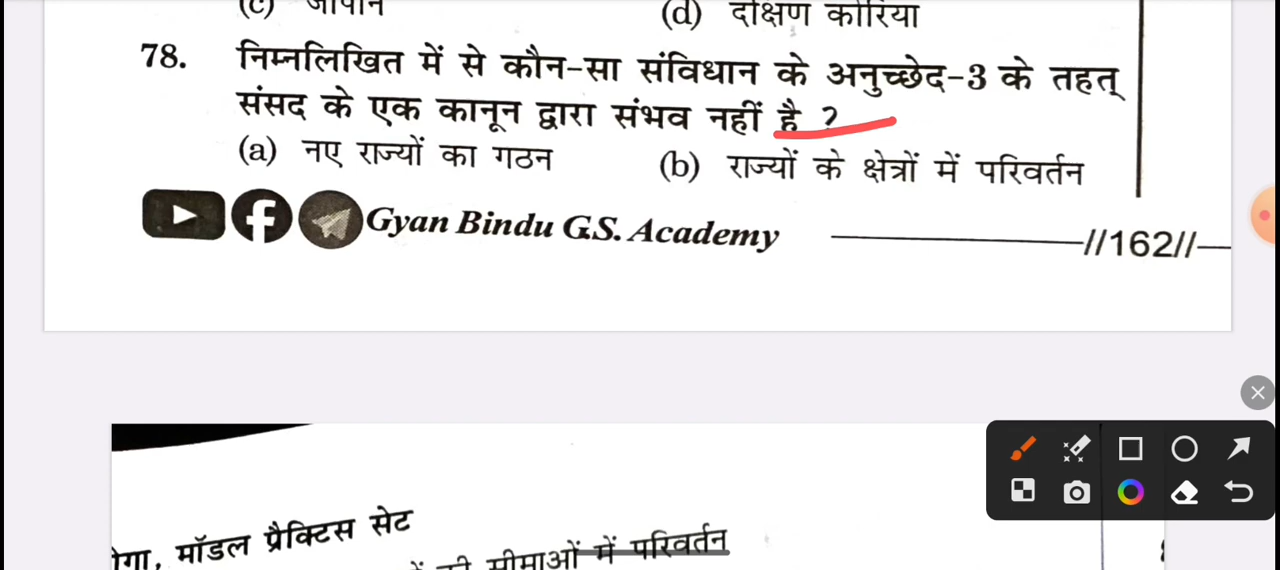 (c) जापान
(d) दक्षिण कोरिया
78. निम्नलिखित में से कौन-सा संविधान के अनुच्छेद-3 के तहत्
संसद के एक कानून द्वारा संभव नहीं है ?
(a) नए राज्यों का गठन
(b) राज्यों के क्षेत्रों में परिवर्तन
Gyan Bindu G.S. Academy
//162//
मॉडल प्रैक्टिस सेट
सीमाओं में परिवर्तन